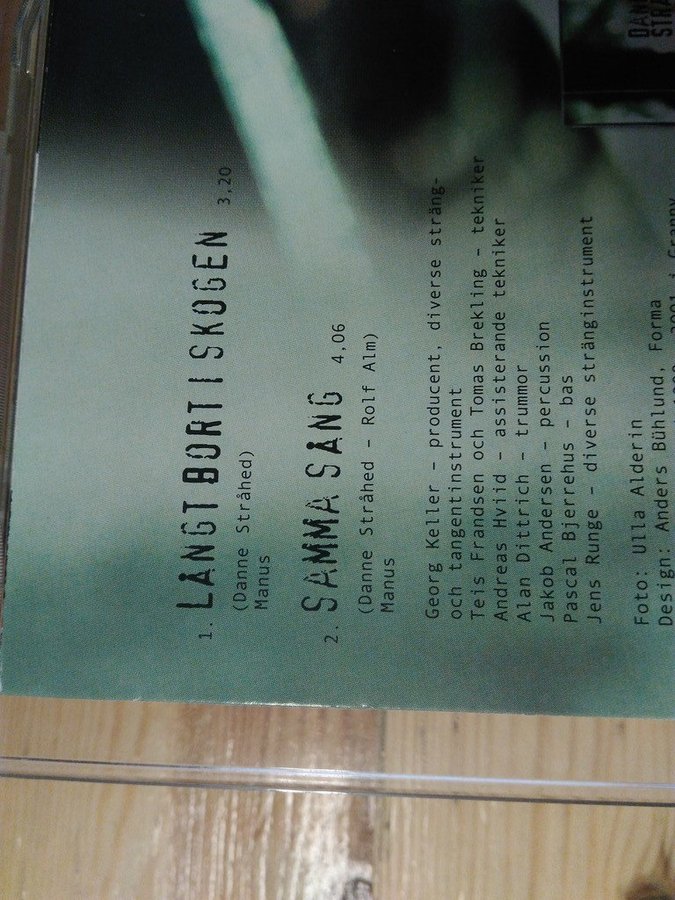 1. LÅNGT BORT I SKOGEN 3,20
(Danne Stråhed)
Manus
2. SAMMA SÅNG 4,06
(Danne Stråhed - Rolf Alm)
Manus
Georg Keller - producent, diverse sträng-
och tangentinstrument
Teis Frandsen och Tomas Brekling - tekniker
Andreas Hviid - assisterande tekniker
Alan Dittrich - trummor
Jakob Andersen - percussion
Pascal Bjerrehus - bas
Jens Runge - diverse stränginstrument
Foto: Ulla Alderin
Design: Anders Bühlund, Forma